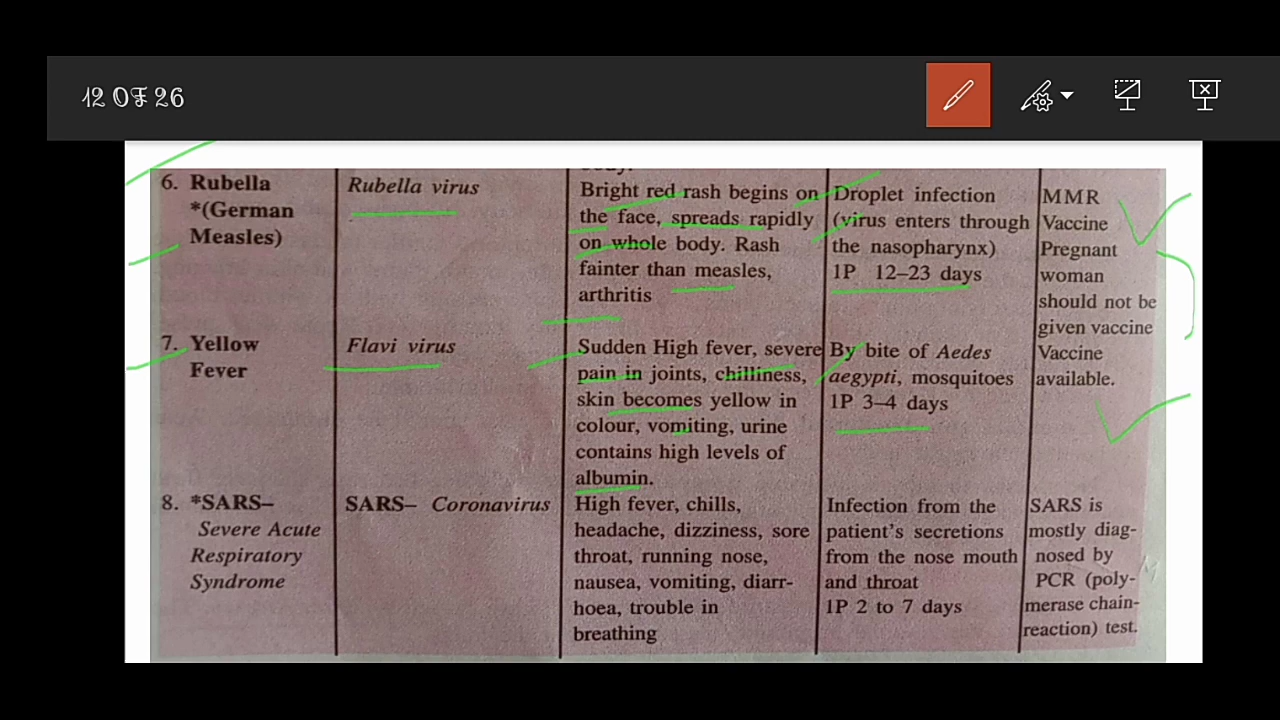 12 OF 26
6. Rubella
*(German
Measles)
Rubella virus
Bright red rash begins on
the face, spreads rapidly
on whole body. Rash
fainter than measles,
arthritis
Droplet infection
(virus enters through
the nasopharynx)
1P 12–23 days
MMR
Vaccine
Pregnant
woman
should not be
given vaccine
7. Yellow
Fever
Flavi virus
Sudden High fever, severe
pain in joints, chilliness,
skin becomes yellow in
colour, vomiting, urine
contains high levels of
albumin.
By bite of Aedes
aegypti, mosquitoes
1P 3–4 days
Vaccine
available.
8. *SARS–
Severe Acute
Respiratory
Syndrome
SARS– Coronavirus
High fever, chills,
headache, dizziness, sore
throat, running nose,
nausea, vomiting, diarr-
hoea, trouble in
breathing
Infection from the
patient's secretions
from the nose mouth
and throat
1P 2 to 7 days
SARS is
mostly diag-
nosed by
PCR (poly-
merase chain-
reaction) test.